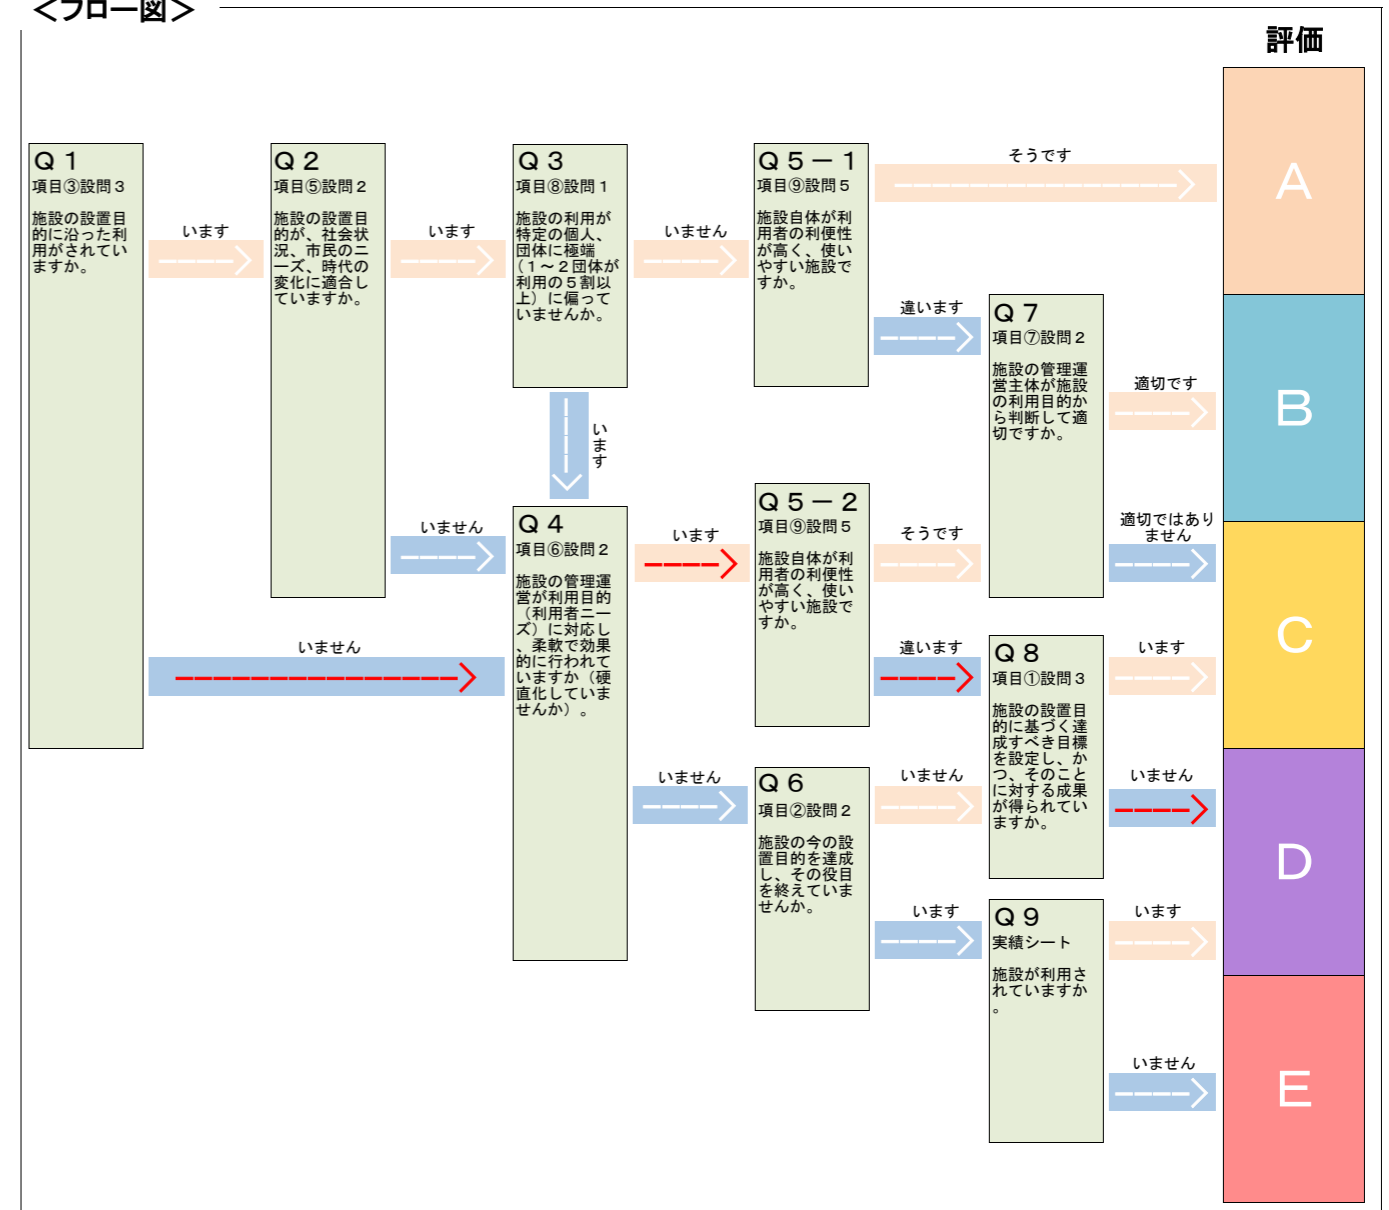 ＜フロー図＞
評価
Ｑ１
項目③設問３
施設の設置目
的に沿った利
用がされてい
ますか。
います
Ｑ２
項目⑤設問２
施設の設置目
的が、社会状
況、市民のニ
ーズ、時代の
変化に適合し
ていますか。
います
Ｑ３
項目⑧設問１
施設の利用が
特定の個人、
団体に極端
（１～２団体が
利用の５割以
上）に偏って
いませんか。
いません
Ｑ５－１
項目⑨設問５
施設自体が利
用者の利便性
が高く、使い
やすい施設で
すか。
そうです
A
違います
Ｑ７
項目⑦設問２
施設の管理運
営主体が施設
の利用目的か
ら判断して適
切ですか。
適切です
B
います
いません
Ｑ４
項目⑥設問２
施設の管理運
営が利用目的
（利用者ニー
ズ）に対応し
、柔軟で効果
的に行われて
いますか（硬
直化していま
せんか）。
います
Ｑ５－２
項目⑨設問５
施設自体が利
用者の利便性
が高く、使い
やすい施設で
すか。
そうです
適切ではあり
ません
C
いません
違います
Ｑ８
項目①設問３
施設の設置目
的に基づく達
成すべき目標
を設定し、か
つ、そのこと
に対する成果
が得られてい
ますか。
います
いません
Ｑ６
項目②設問２
施設の今の設
置目的を達成
し、その役目
を終えていま
せんか。
いません
いません
D
います
Ｑ９
実績シート
施設が利用さ
れていますか
。
います
いません
E